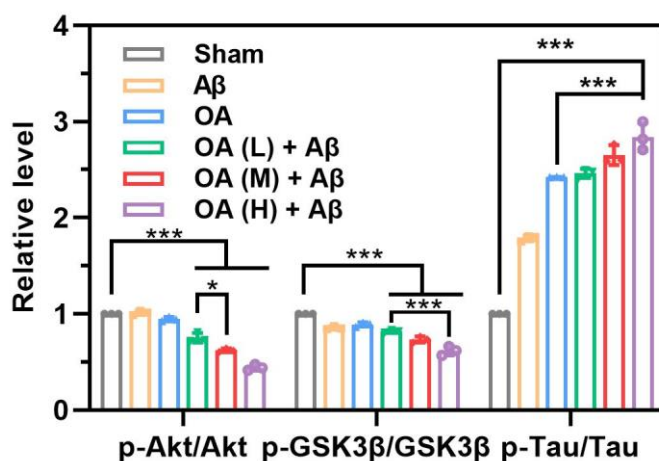 4
3
2
1
0
Relative level
Sham
Aβ
OA
OA (L) + Aβ
OA (M) + Aβ
OA (H) + Aβ
***
***
***
*
***
***
p-Akt/Akt p-GSK3β/GSK3β p-Tau/Tau